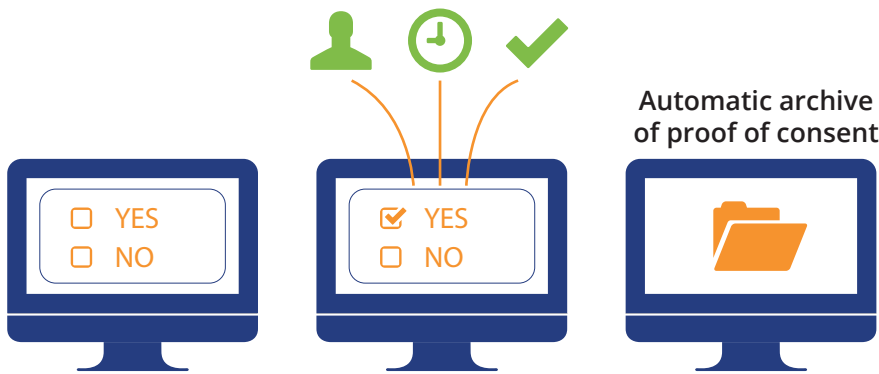 Automatic archive
of proof of consent
YES
NO
YES
NO